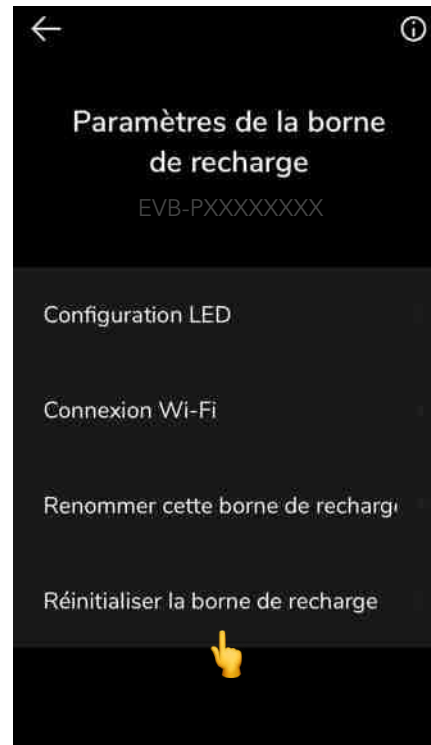 Paramètres de la borne
de recharge
EVB-PXXXXXXXX
Configuration LED
Connexion Wi-Fi
Renommer cette borne de recharg
Réinitialiser la borne de recharge